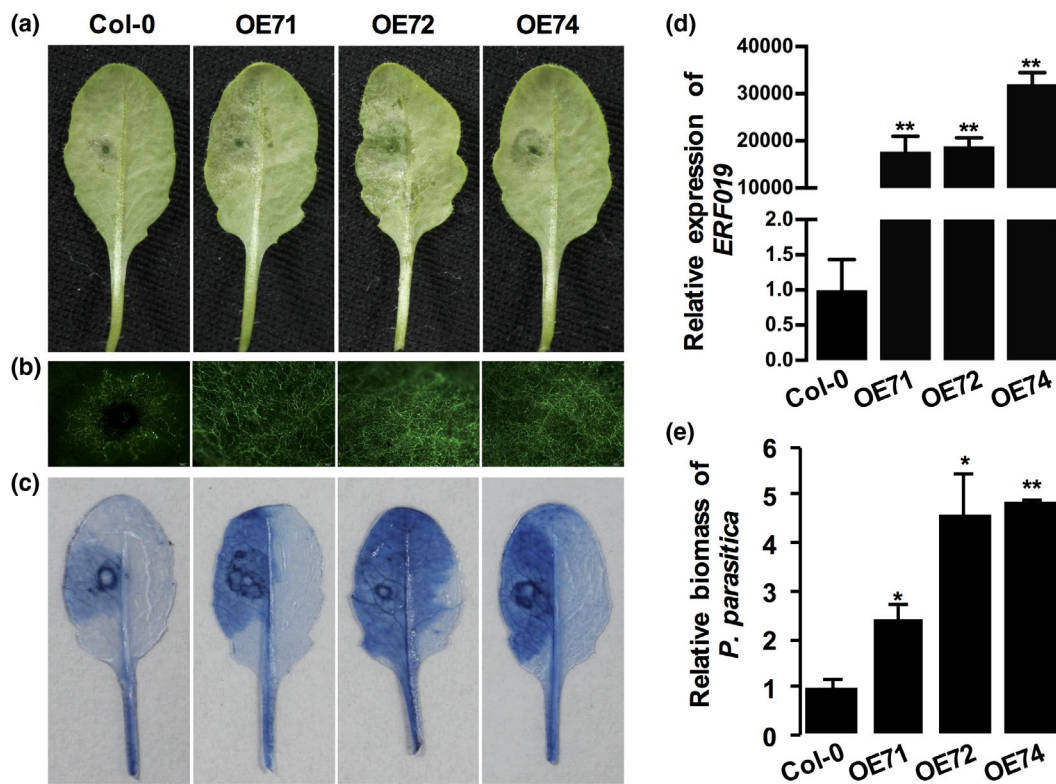 (a)
Col-0 OE71 OE72 OE74
(b)
(c)
(d)
Relative expression of
ERF019
40000
30000
20000
10000
2.0
1.5
1.0
0.5
0.0
** ** **
Col-0 OE71 OE72 OE74
(e)
Relative biomass of
P. parasitica
6
5
4
3
2
1
0
* * **
Col-0 OE71 OE72 OE74